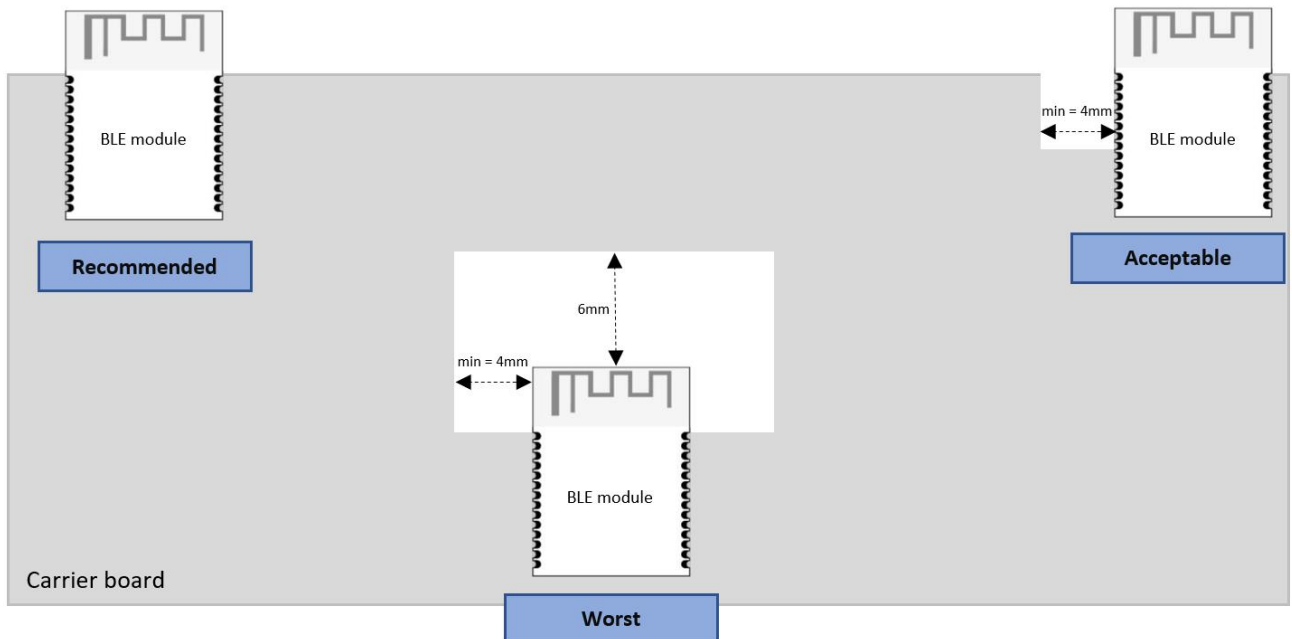 BLE module
Recommended
min = 4mm
BLE module
Acceptable
6mm
min = 4mm
BLE module
Carrier board
Worst